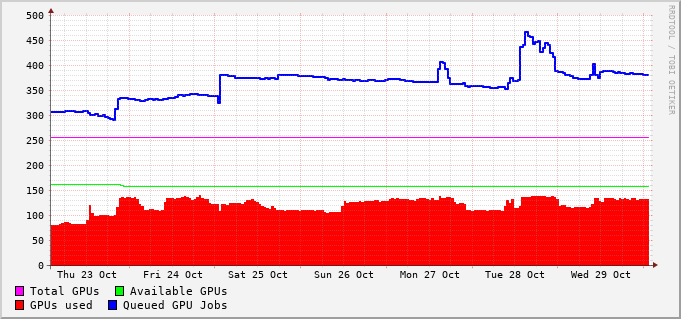 500
450
400
350
300
250
200
150
100
50
0
Thu 23 Oct Fri 24 Oct Sat 25 Oct Sun 26 Oct Mon 27 Oct Tue 28 Oct Wed 29 Oct
Total GPUs Available GPUs
GPUs used Queued GPU Jobs
RRDTOOL / TOBI OETIKER